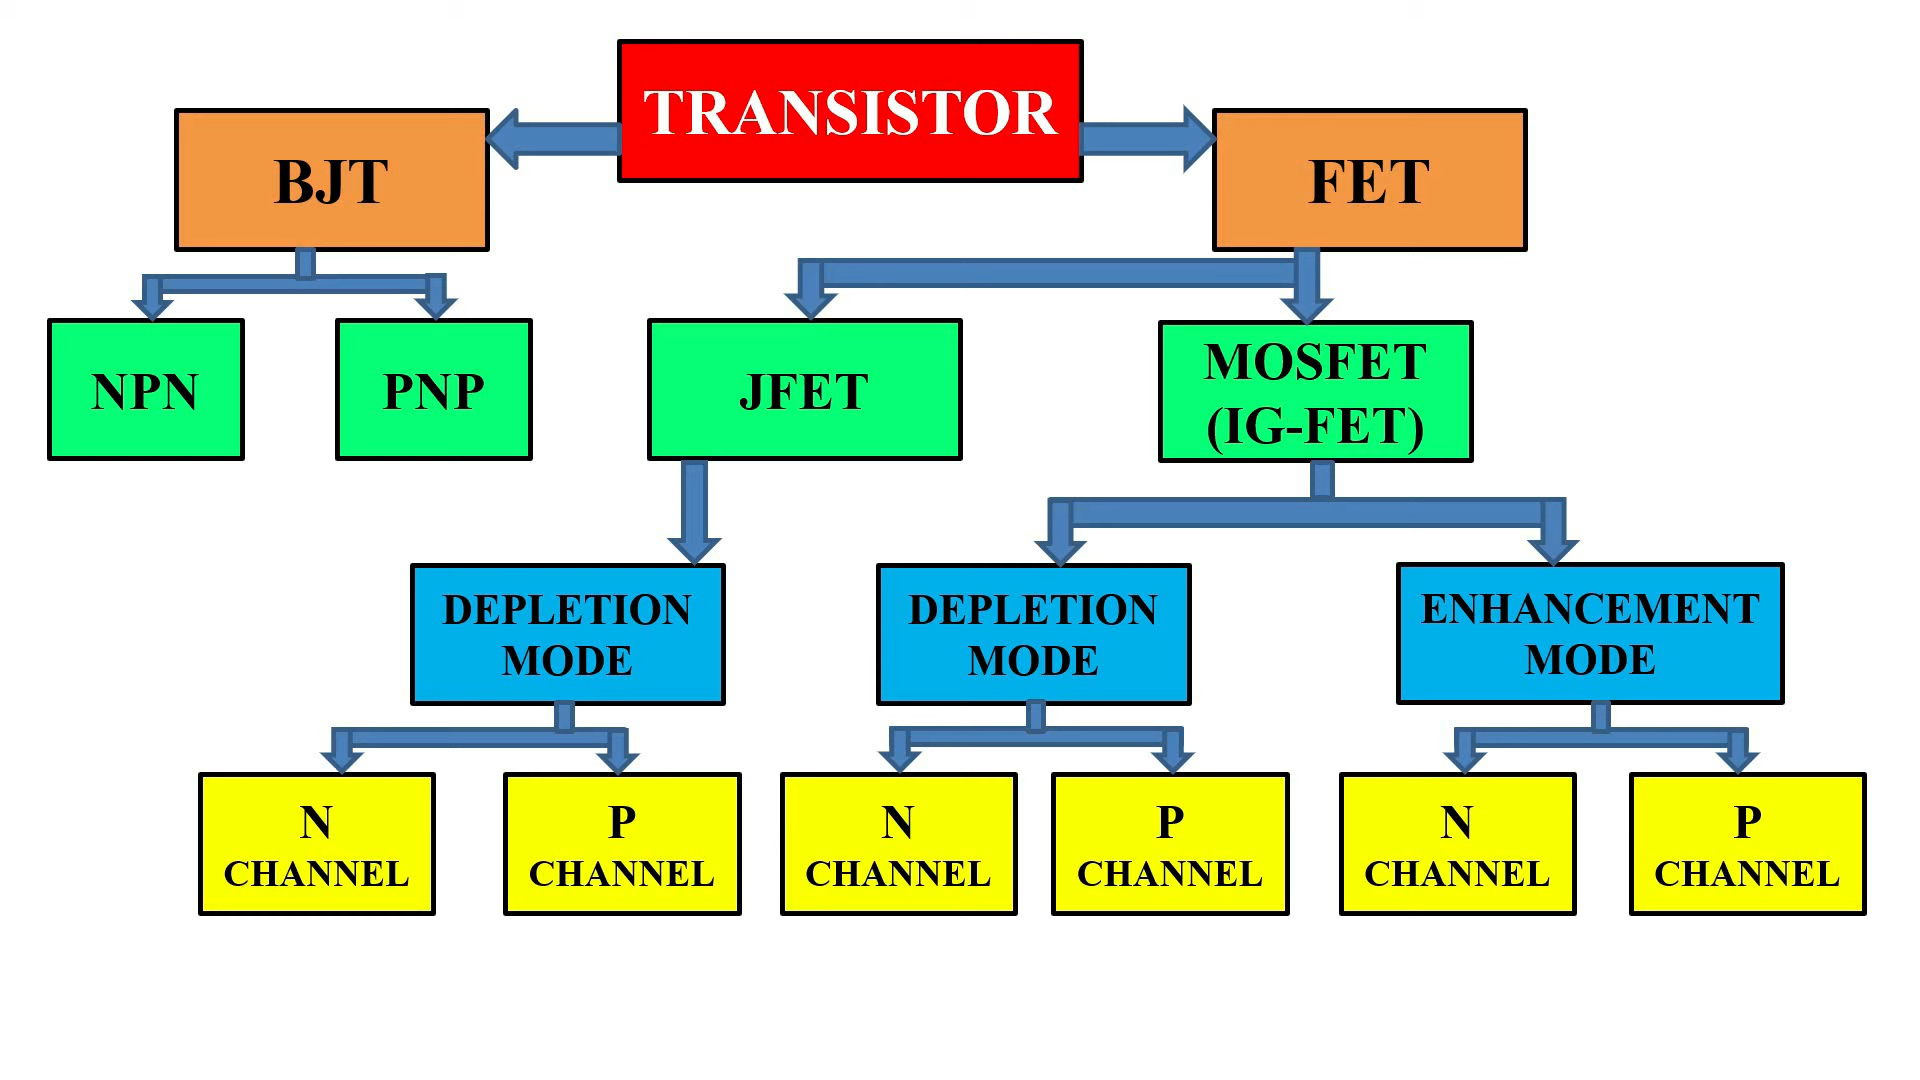 TRANSISTOR
BJT
FET
NPN
PNP
JFET
MOSFET
(IG-FET)
DEPLETION
MODE
DEPLETION
MODE
ENHANCEMENT
MODE
N
CHANNEL
P
CHANNEL
N
CHANNEL
P
CHANNEL
N
CHANNEL
P
CHANNEL